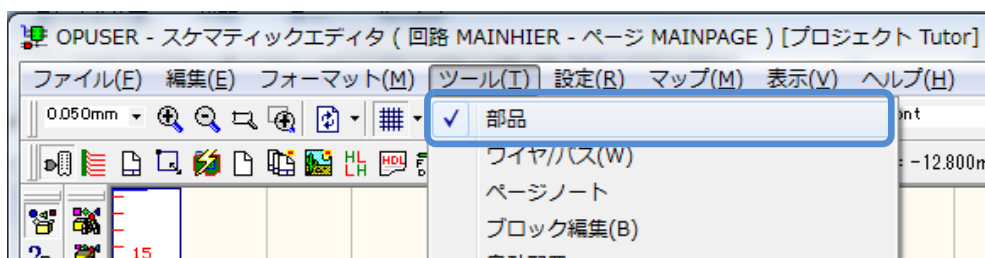 OPUSER - スケマティックエディタ ( 回路 MAINHIER - ページ MAINPAGE ) [プロジェクト Tutor]
ファイル(F) 編集(E) フォーマット(M) ツール(T) 設定(R) マップ(M) 表示(V) ヘルプ(H)
0.050mm
部品
ワイヤ/バス(W)
-12.800
ページノート
ブロック編集(B)
15